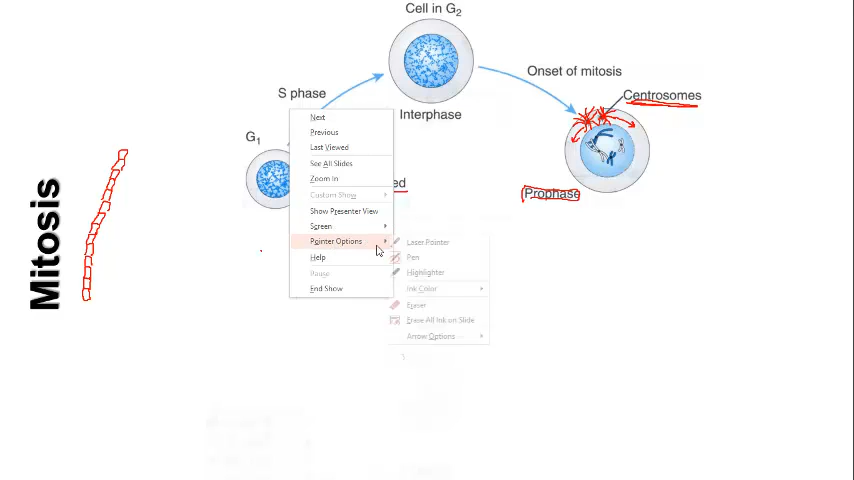 Cell in G2
Onset of mitosis
S phase
Centrosomes
Interphase
G1
Next
Previous
Last Viewed
See All Slides
Zoom In
Custom Show
Show Presenter View
Screen
Pointer Options
Help
Pause
End Show
ed
Prophase
Laser Pointer
Pen
Highlighter
Ink Color
Eraser
Erase All Ink on Slide
Arrow Options
Mitosis